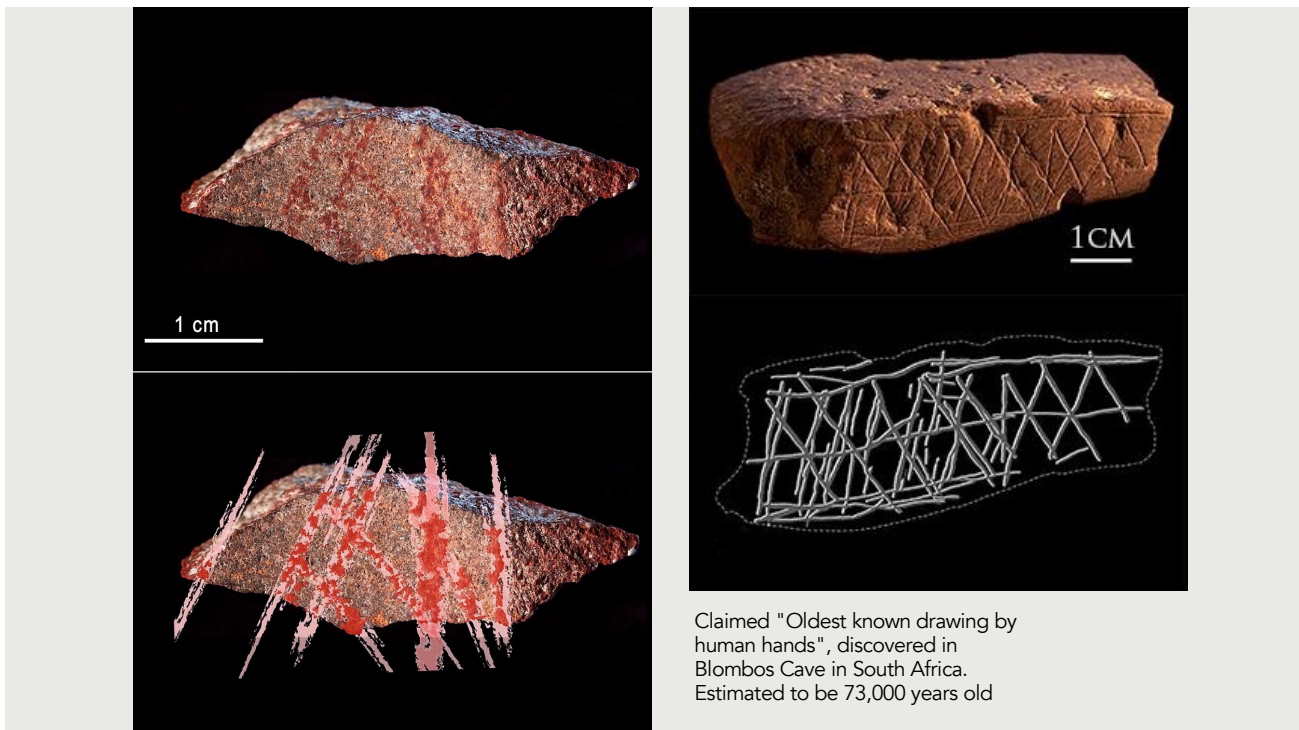 1 cm
1CM
Claimed "Oldest known drawing by
human hands", discovered in
Blombos Cave in South Africa.
Estimated to be 73,000 years old